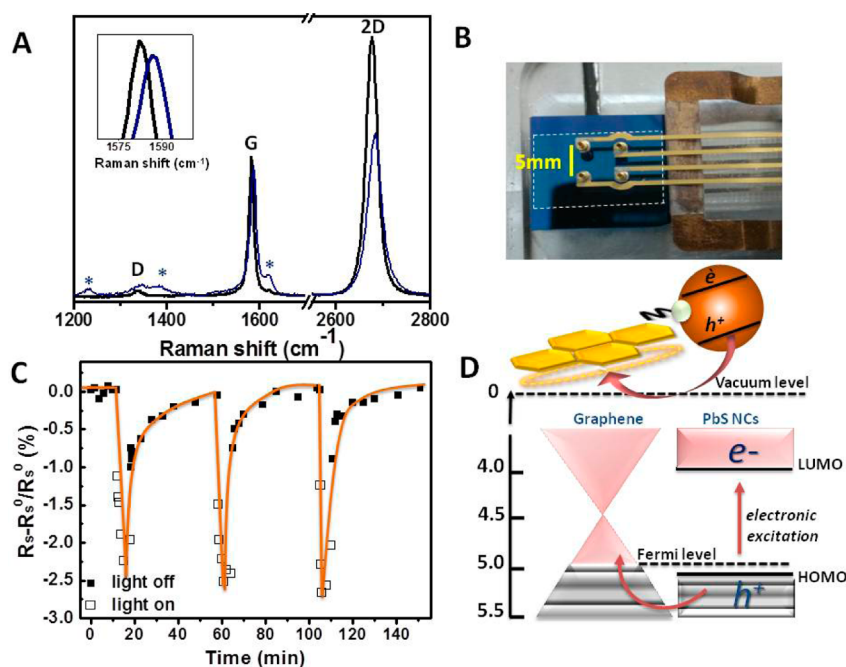 A
2D
G
D
*
*
*
1575 1590
Raman shift (cm-1)
1200 1400 1600 2600 2800
Raman shift (cm-1)
B
5mm
C
0.0
-0.5
-1.0
-1.5
-2.0
-2.5
-3.0
Rs-Rs⁰/Rs⁰ (%)
light off
light on
0 20 40 60 80 100 120 140
Time (min)
D
è
h+
Vacuum level
0
Graphene
PbS NCs
e-
LUMO
4.0
4.5
electronic
excitation
Fermi level
5.0
HOMO
h+
5.5